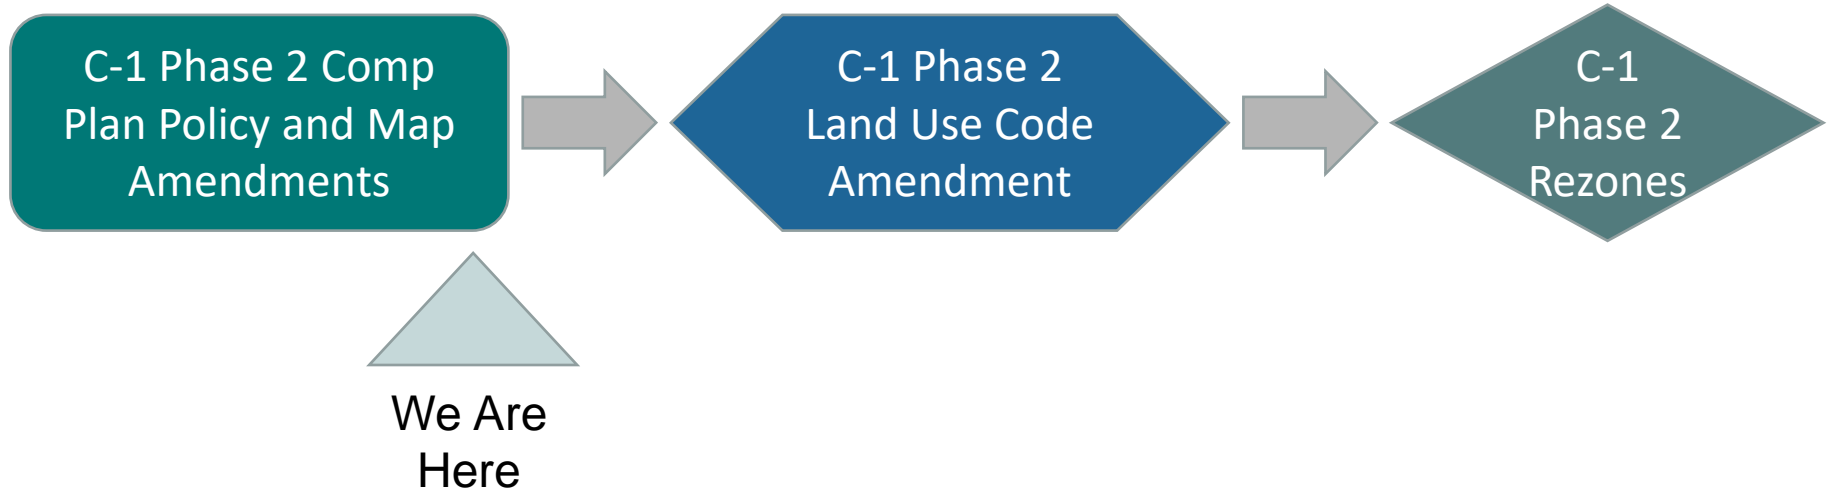 C-1 Phase 2 Comp
Plan Policy and Map
Amendments
C-1 Phase 2
Land Use Code
Amendment
C-1
Phase 2
Rezones
We Are
Here